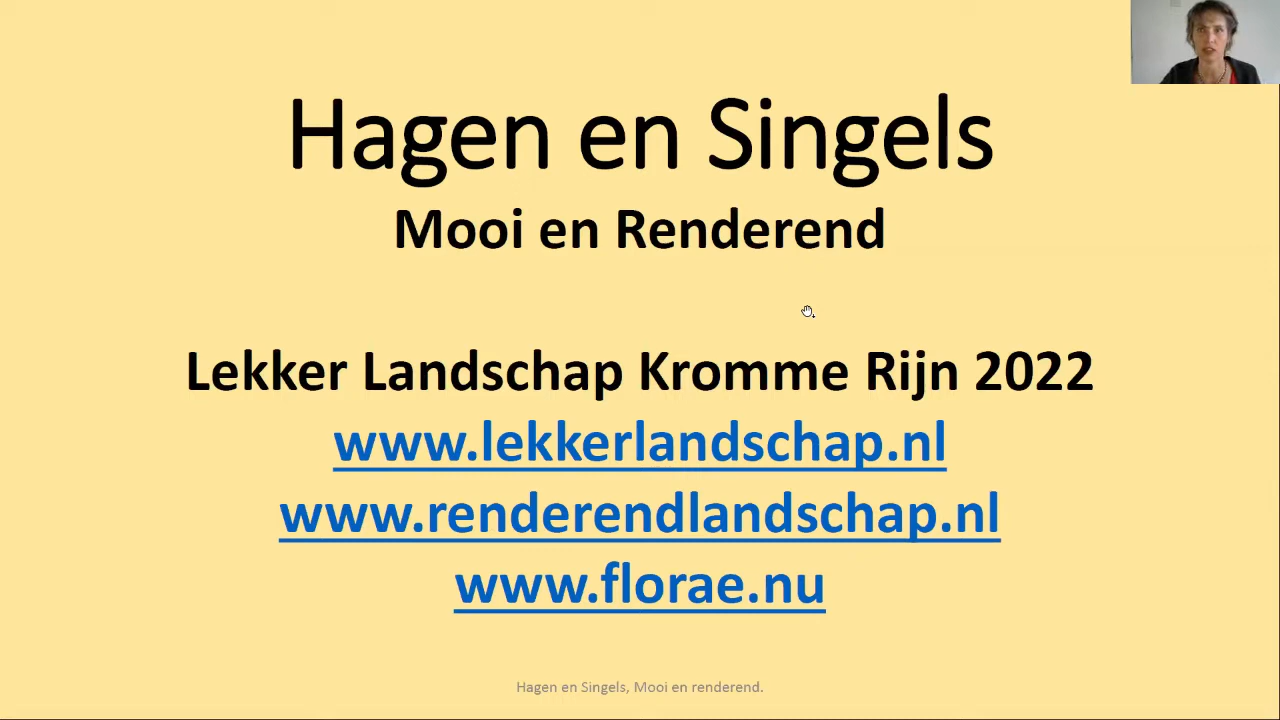 Hagen en Singels
Mooi en Renderend
Lekker Landschap Kromme Rijn 2022
www.lekkerlandschap.nl
www.renderendlandschap.nl
www.florae.nu
Hagen en Singels, Mooi en renderend.